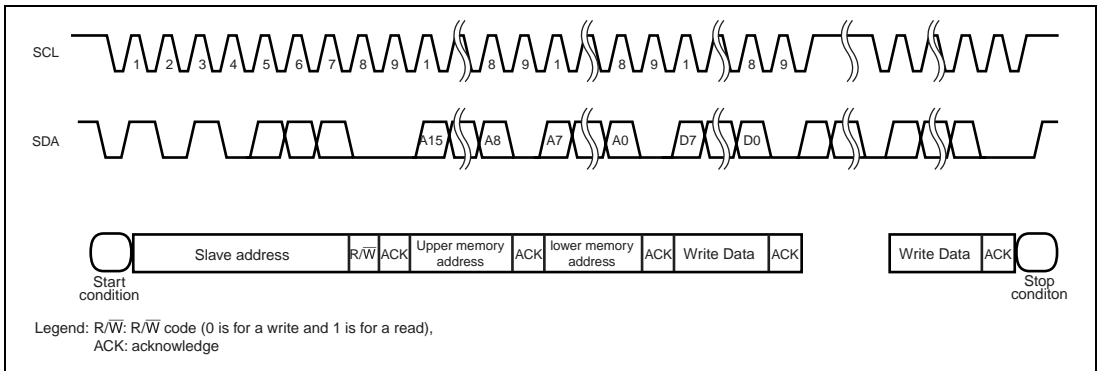 SCL
1 2 3 4 5 6 7 8 9 1 8 9 1 8 9 1 8 9
SDA
A15 A8 A7 A0 D7 D0
Slave address R/W̅ ACK Upper memory address ACK lower memory address ACK Write Data ACK Write Data ACK
Start condition
Stop conditon
Legend: R/W̅: R/W̅ code (0 is for a write and 1 is for a read),
ACK: acknowledge